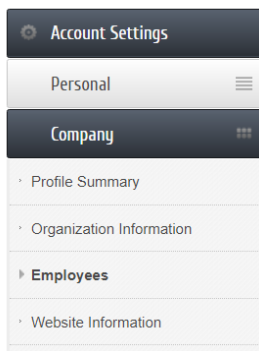 Account Settings
Personal
Company
Profile Summary
Organization Information
Employees
Website Information